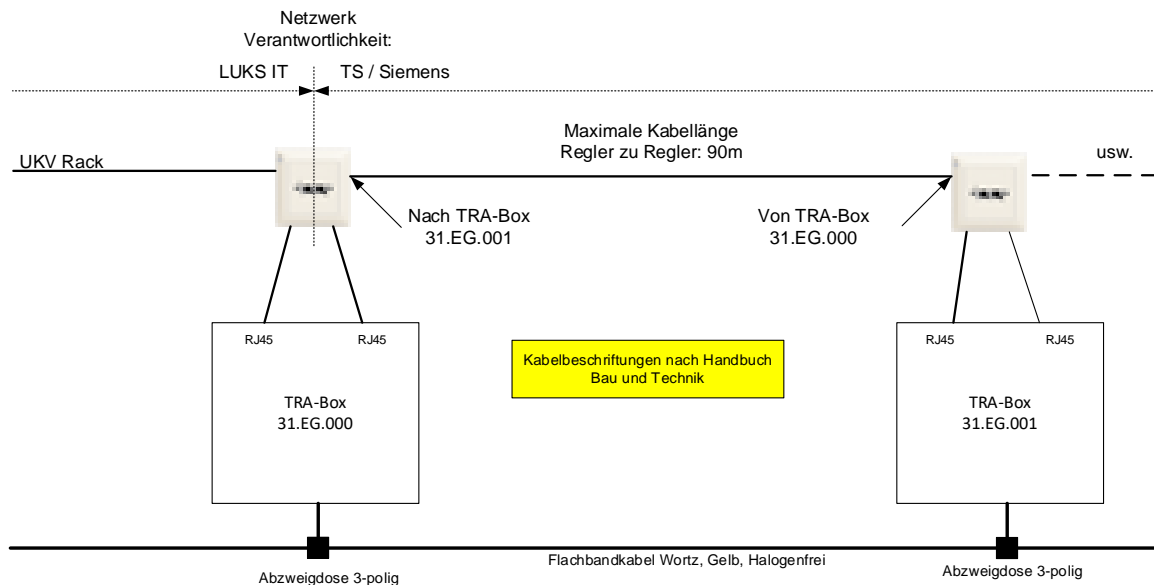 Netzwerk
Verantwortlichkeit:
LUKS IT
TS / Siemens
UKV Rack
Maximale Kabellänge
Regler zu Regler: 90m
usw.
Nach TRA-Box
31.EG.001
Von TRA-Box
31.EG.000
RJ45
RJ45
RJ45
RJ45
Kabelbeschriftungen nach Handbuch
Bau und Technik
TRA-Box
31.EG.000
TRA-Box
31.EG.001
Flachbandkabel Wortz, Gelb, Halogenfrei
Abzweigdose 3-polig
Abzweigdose 3-polig